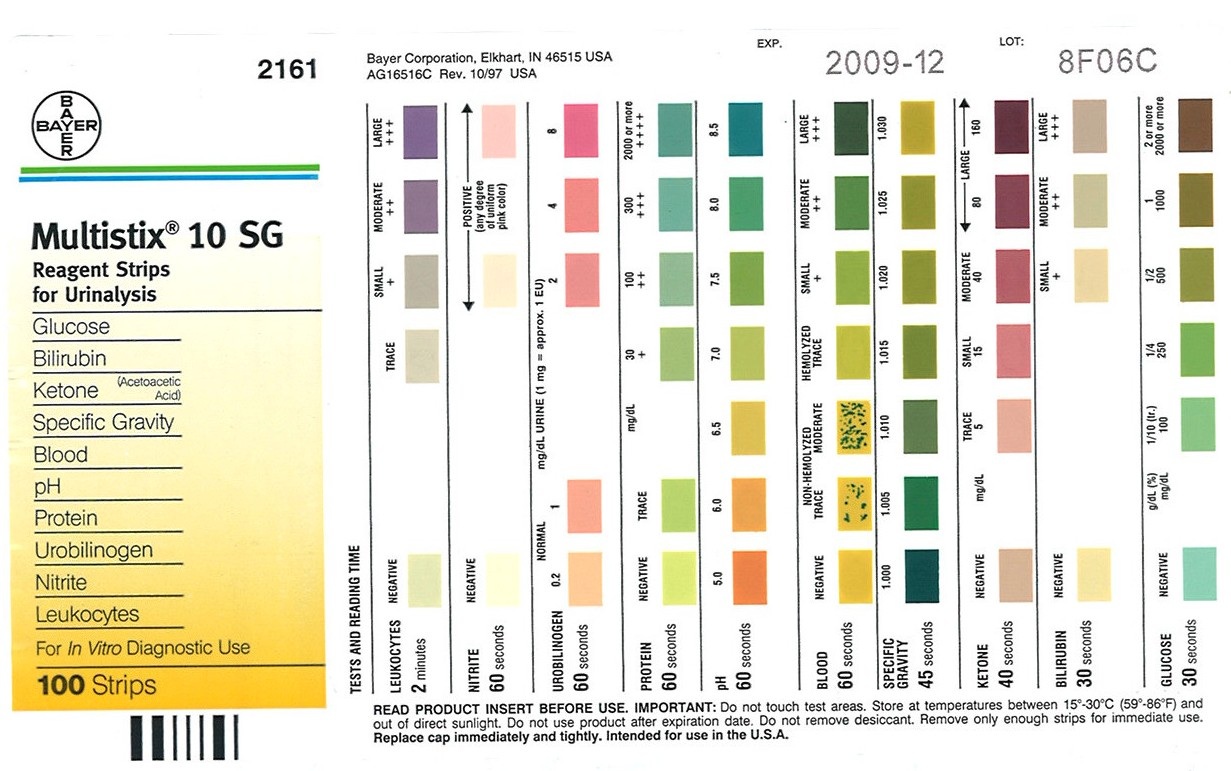 2161
BAYER
BAYER
Multistix® 10 SG
Reagent Strips
for Urinalysis
Glucose
Bilirubin
Ketone (Acetoacetic Acid)
Specific Gravity
Blood
pH
Protein
Urobilinogen
Nitrite
Leukocytes
For In Vitro Diagnostic Use
100 Strips
Bayer Corporation, Elkhart, IN 46515 USA
AG16516C Rev. 10/97 USA
EXP.
2009-12
LOT:
8F06C
TESTS AND READING TIME
LEUKOCYTES
2 minutes
NEGATIVE
TRACE
SMALL
+
MODERATE
++
LARGE
+++
NITRITE
60 seconds
NEGATIVE
POSITIVE
(any degree
of uniform
pink color)
UROBILINOGEN
60 seconds
NORMAL
0.2
1
mg/dL URINE (1 mg = approx. 1 EU)
2
4
8
PROTEIN
60 seconds
NEGATIVE
TRACE
mg/dL
30
+
100
++
300
+++
2000 or more
++++
pH
60 seconds
5.0
6.0
6.5
7.0
7.5
8.0
8.5
BLOOD
60 seconds
NEGATIVE
NON-HEMOLYZED
TRACE
MODERATE
HEMOLYZED
TRACE
SMALL
+
MODERATE
++
LARGE
+++
SPECIFIC
GRAVITY
45 seconds
1.000
1.005
1.010
1.015
1.020
1.025
1.030
KETONE
40 seconds
NEGATIVE
mg/dL
TRACE
5
SMALL
15
MODERATE
40
LARGE
80
160
BILIRUBIN
30 seconds
NEGATIVE
SMALL
+
MODERATE
++
LARGE
+++
GLUCOSE
30 seconds
NEGATIVE
g/dL (%)
mg/dL
1/10 (tr.)
100
1/4
250
1/2
500
1
1000
2 or more
2000 or more
READ PRODUCT INSERT BEFORE USE. IMPORTANT: Do not touch test areas. Store at temperatures between 15°-30°C (59°-86°F) and
out of direct sunlight. Do not use product after expiration date. Do not remove desiccant. Remove only enough strips for immediate use.
Replace cap immediately and tightly. Intended for use in the U.S.A.